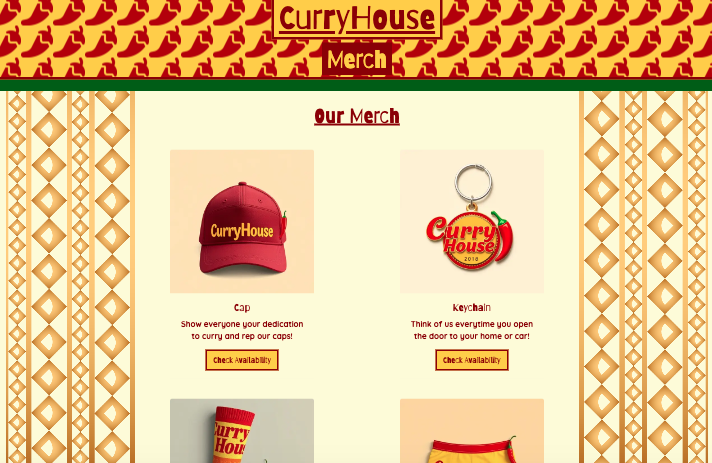 CurryHouse
Merch
Our Merch
CurryHouse
Curry
House
2018
Cap
Keychain
Show everyone your dedication
to curry and rep our caps!
Think of us everytime you open
the door to your home or car!
Check Availability
Check Availability
Curry
House